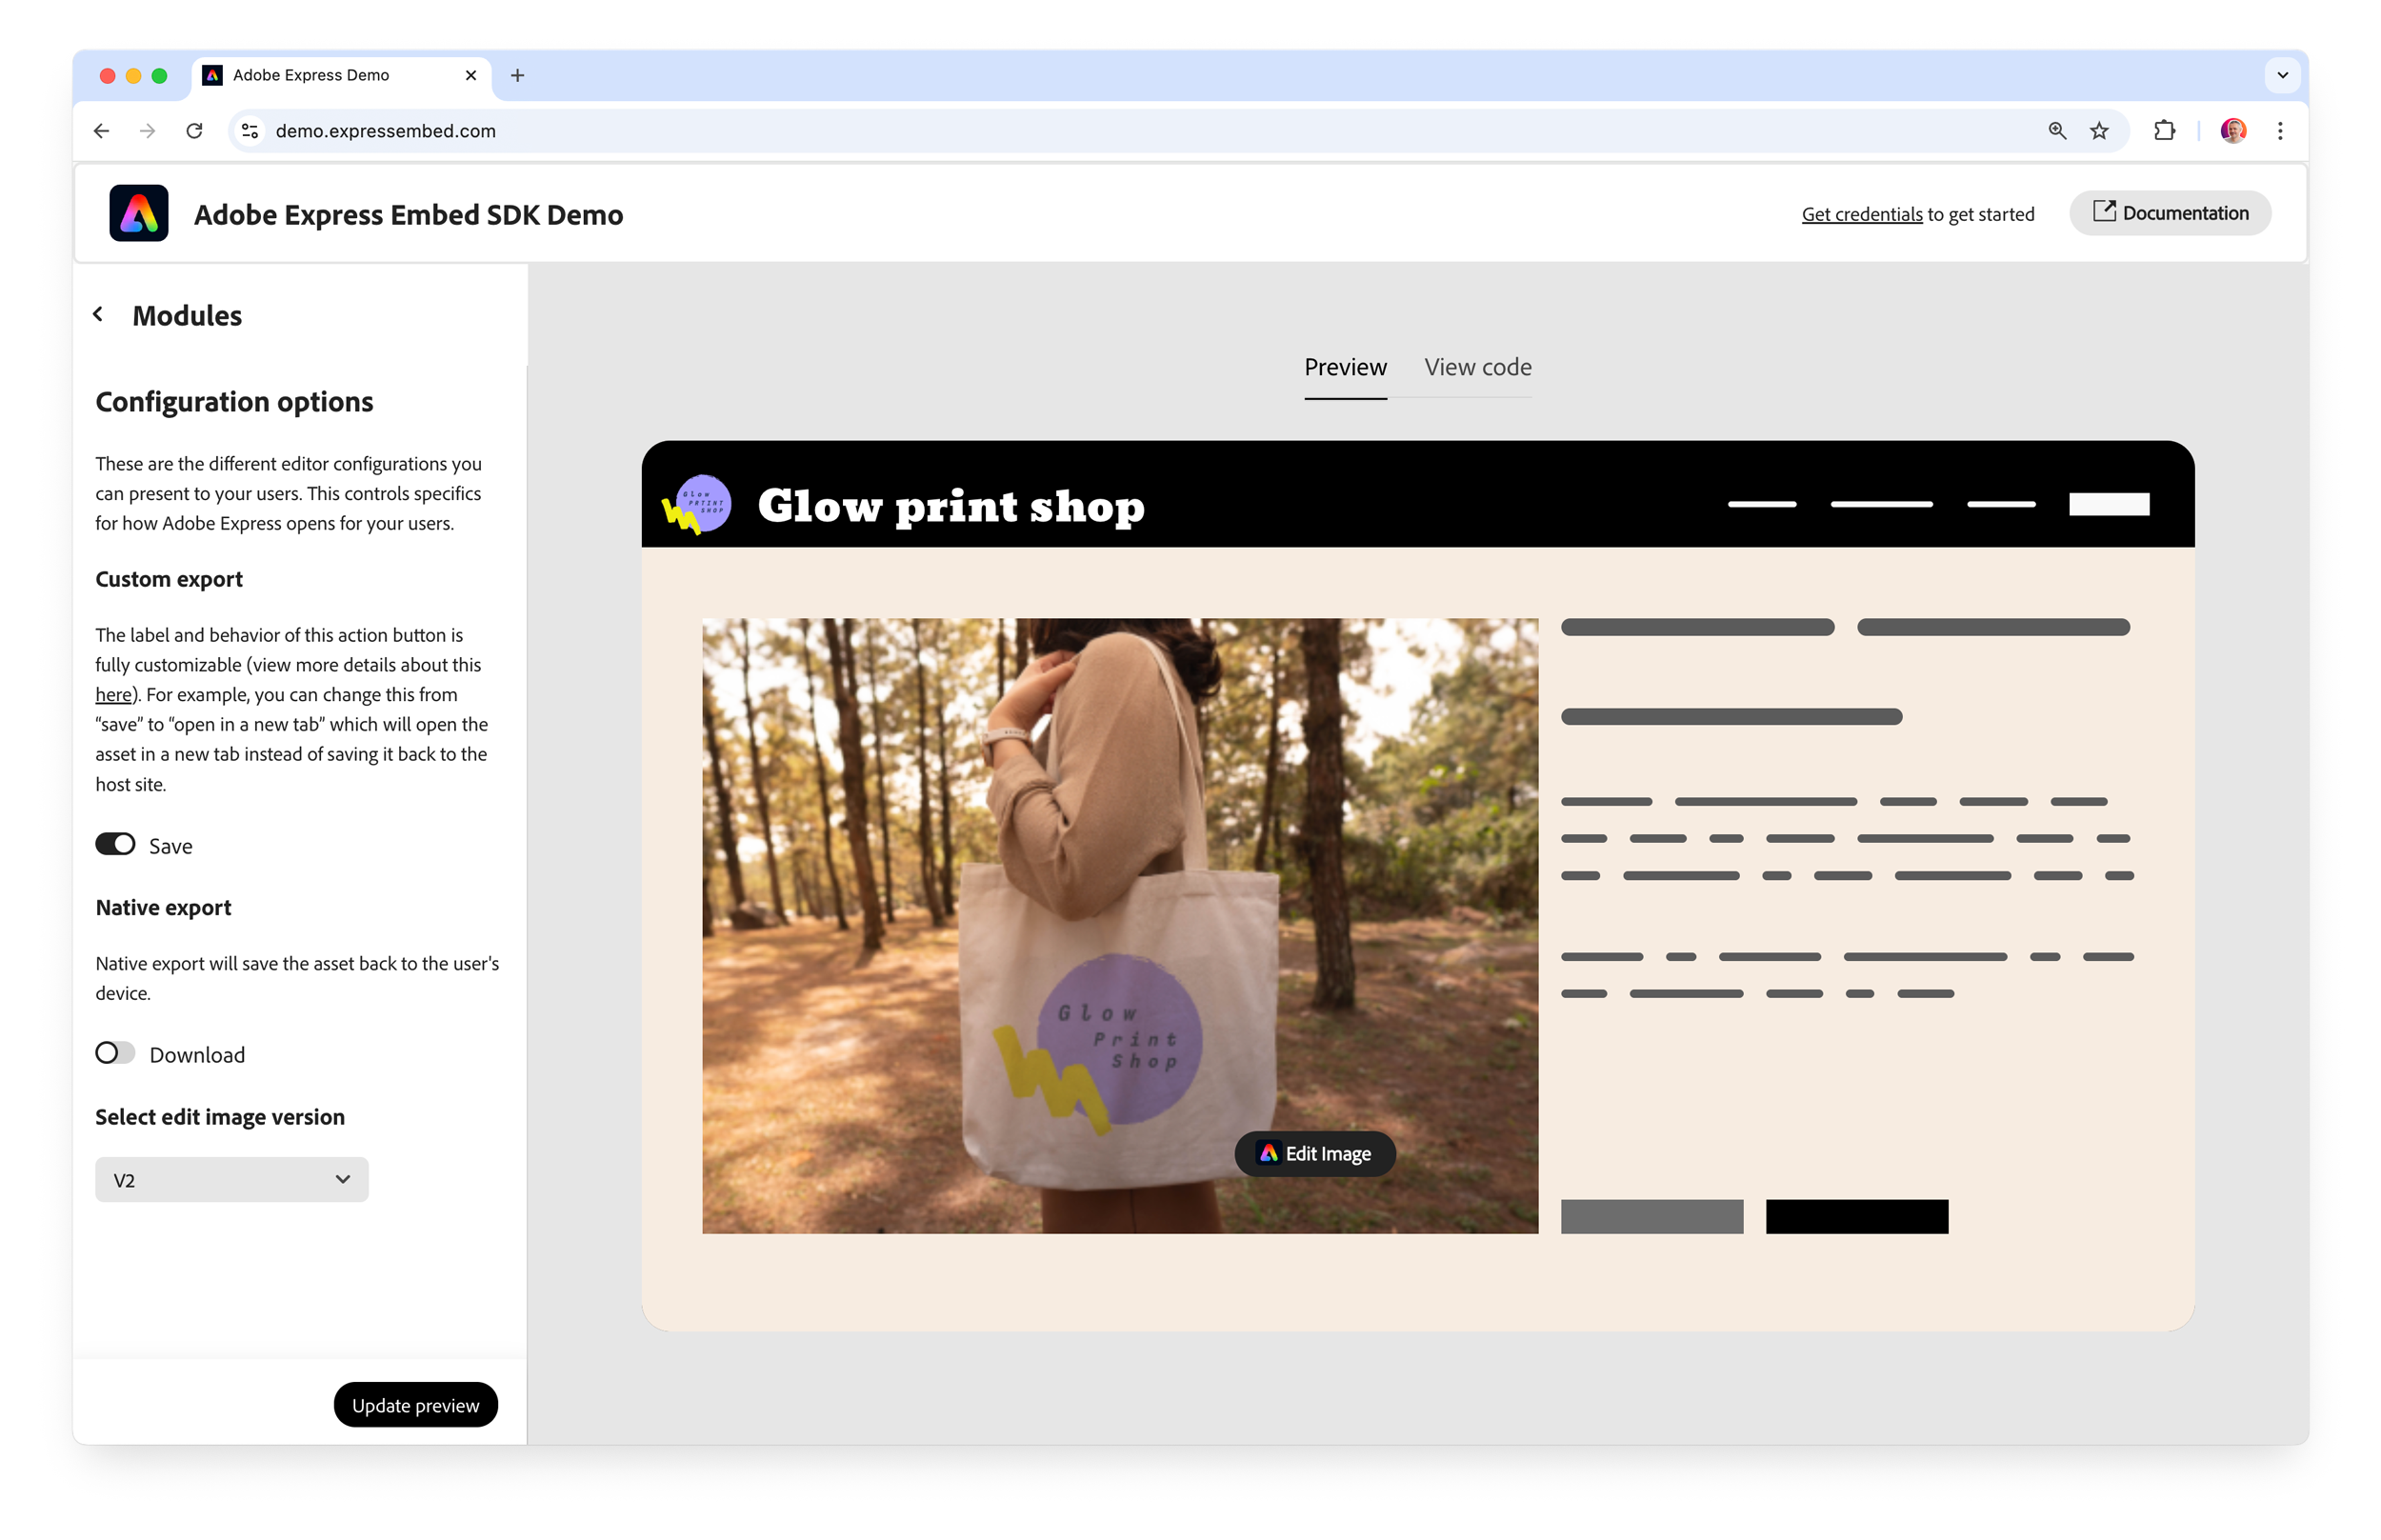 Adobe Express Demo
demo.expressembed.com
Adobe Express Embed SDK Demo
Get credentials to get started
Documentation
Modules
Configuration options
These are the different editor configurations you
can present to your users. This controls specifics
for how Adobe Express opens for your users.
Custom export
The label and behavior of this action button is
fully customizable (view more details about this
here). For example, you can change this from
“save” to “open in a new tab” which will open the
asset in a new tab instead of saving it back to the
host site.
Save
Native export
Native export will save the asset back to the user's
device.
Download
Select edit image version
V2
Update preview
Preview
View code
Glow
PRTINT
SHOP
Glow print shop
Glow
Print
Shop
Edit Image